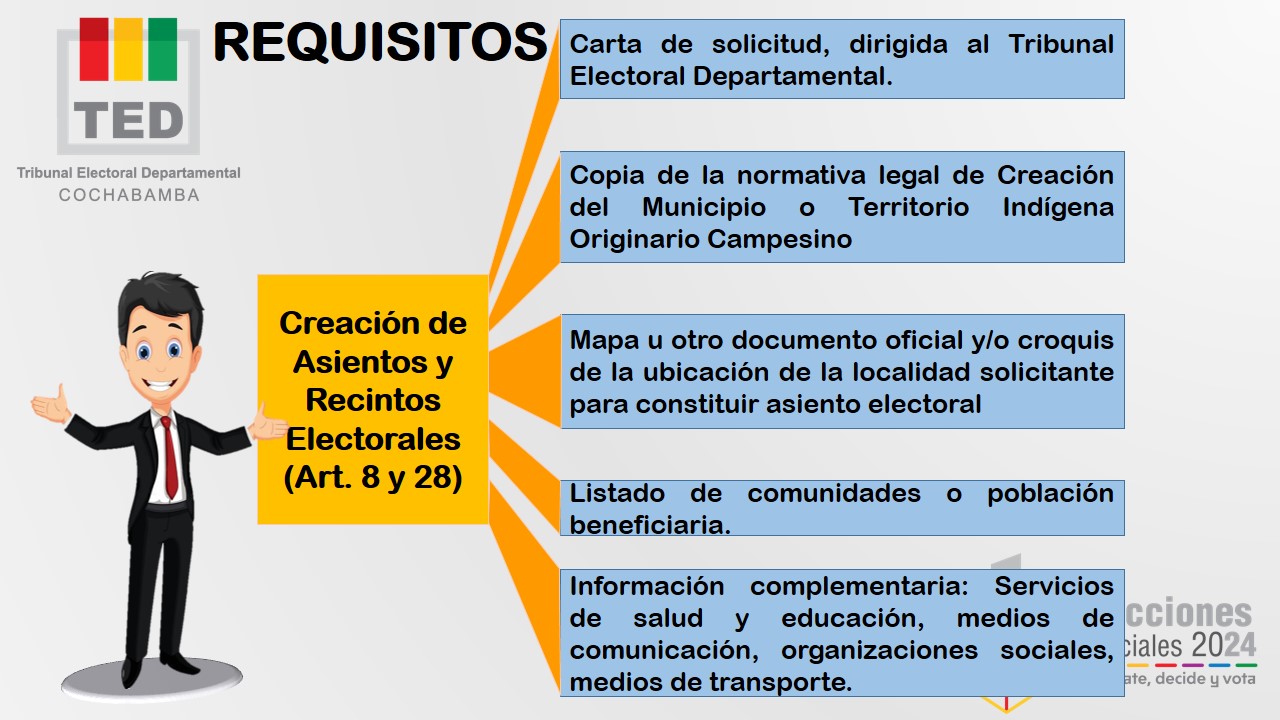 REQUISITOS
TED
Tribunal Electoral Departamental
COCHABAMBA
Creación de
Asientos y
Recintos
Electorales
(Art. 8 y 28)
Carta de solicitud, dirigida al Tribunal
Electoral Departamental.
Copia de la normativa legal de Creación
del Municipio o Territorio Indígena
Originario Campesino
Mapa u otro documento oficial y/o croquis
de la ubicación de la localidad solicitante
para constituir asiento electoral
Listado de comunidades o población
beneficiaria.
Información complementaria: Servicios
de salud y educación, medios de
comunicación, organizaciones sociales,
medios de transporte.
cciones
ciales 2024
ate, decide y vota